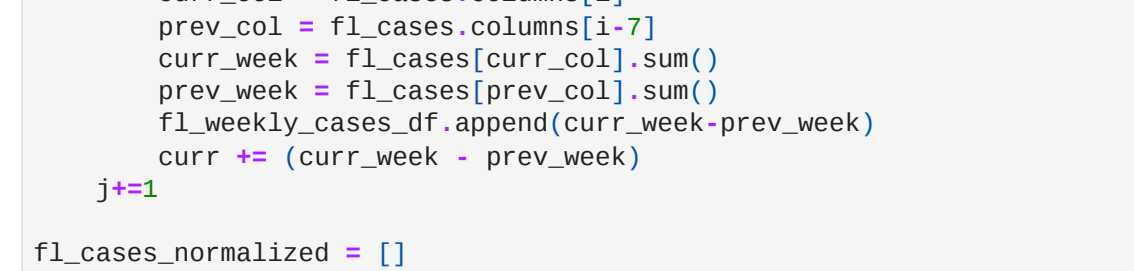 prev_col = fl_cases.columns[i-7]
        curr_week = fl_cases[curr_col].sum()
        prev_week = fl_cases[prev_col].sum()
        fl_weekly_cases_df.append(curr_week-prev_week)
        curr += (curr_week - prev_week)
    j+=1

fl_cases_normalized = []